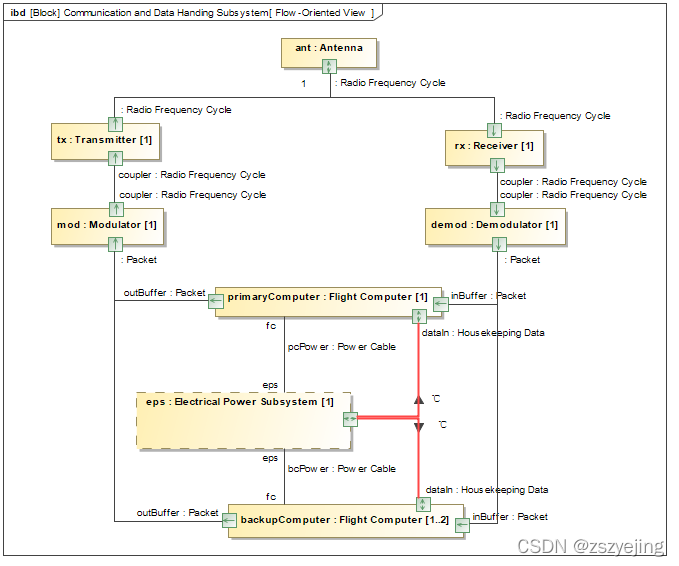 ibd [Block] Communication and Data Handing Subsystem[ Flow-Oriented View ]
ant : Antenna
1
: Radio Frequency Cycle
: Radio Frequency Cycle
: Radio Frequency Cycle
tx : Transmitter [1]
rx : Receiver [1]
coupler : Radio Frequency Cycle
coupler : Radio Frequency Cycle
coupler : Radio Frequency Cycle
coupler : Radio Frequency Cycle
mod : Modulator [1]
demod : Demodulator [1]
: Packet
: Packet
outBuffer : Packet
primaryComputer : Flight Computer [1]
inBuffer : Packet
fc
dataIn : Housekeeping Data
pcPower : Power Cable
eps
eps : Electrical Power Subsystem [1]
℃
℃
eps
bcPower : Power Cable
fc
dataIn : Housekeeping Data
outBuffer : Packet
backupComputer : Flight Computer [1..2]
inBuffer : Packet
CSDN @zszyejing